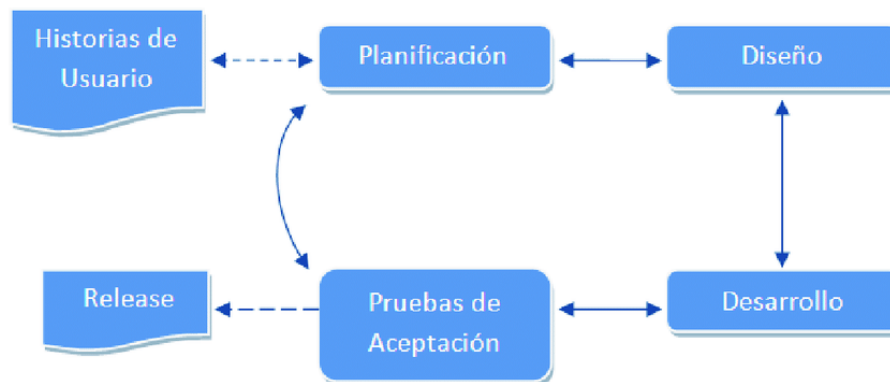 Historias de
Usuario
Planificación
Diseño
Release
Pruebas de
Aceptación
Desarrollo